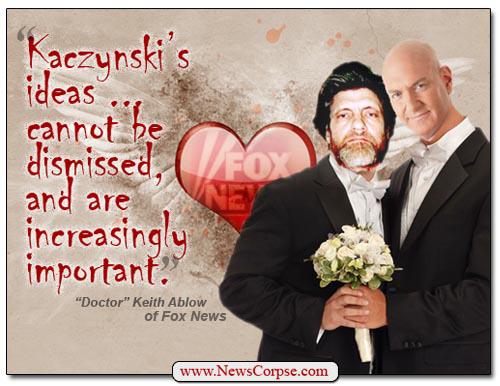 “Kaczynski’s
ideas ...
cannot be
dismissed,
and are
increasingly
important.”
“Doctor” Keith Ablow
of Fox News
FOX
NEWS
www.NewsCorpse.com